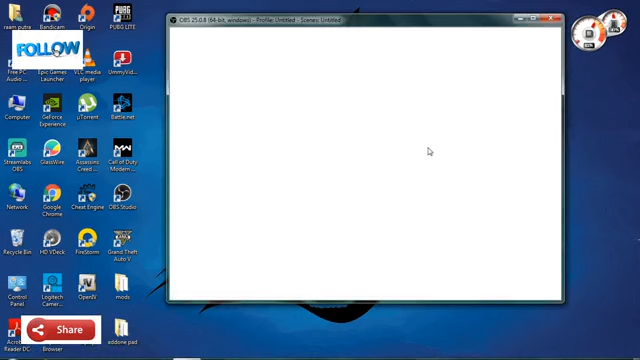 OBS 25.0.8 (64-bit, windows) - Profile: Untitled - Scenes: Untitled
raam putra
Bandicam
Origin
PUBG LITE
FOLLOW
Free PC Audio ...
Epic Games Launcher
VLC media player
UmmyVid...
Computer
GeForce Experience
µTorrent
Battle.net
Streamlabs OBS
GlassWire
Assassins Creed ...
Call of Duty Modern ...
Network
Google Chrome
Cheat Engine
OBS Studio
Recycle Bin
HD VDeck
FireStorm
Grand Theft Auto V
Control Panel
Logitech Camer...
OpenIV
mods
Share
Reader DC
Browser
addone pad